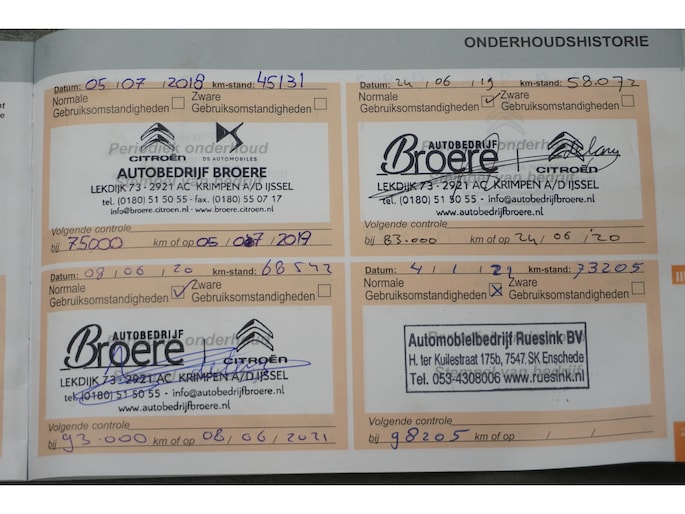 ONDERHOUDSHISTORIE
Datum: 05/07/2018 km-stand: 45131
Normale Gebruiksomstandigheden
Zware Gebruiksomstandigheden
Periodiek onderhoud
CITROËN
DS AUTOMOBILES
AUTOBEDRIJF BROERE
LEKDIJK 73 - 2921 AC KRIMPEN A/D IJSSEL
tel. (0180) 51 50 55 - fax. (0180) 55 07 17
info@broere.citroen.nl - www.broere.citroen.nl
Volgende controle
bij 75000 km of op 05/07/2019
Datum: 24/06/19 km-stand: 58.072
Normale Gebruiksomstandigheden
Zware Gebruiksomstandigheden
AUTOBEDRIJF
Broere
CITROËN
LEKDIJK 73 - 2921 AC KRIMPEN A/D IJSSEL
tel. (0180) 51 50 55 - info@autobedrijfbroere.nl
www.autobedrijfbroere.nl
Volgende controle
bij 83.000 km of op 24/06/20
Datum: 08/06/20 km-stand: 68542
Normale Gebruiksomstandigheden
Zware Gebruiksomstandigheden
onderhoud
AUTOBEDRIJF
Broere
CITROËN
LEKDIJK 73 - 2921 AC KRIMPEN A/D IJSSEL
tel. (0180) 51 50 55 - info@autobedrijfbroere.nl
www.autobedrijfbroere.nl
Volgende controle
bij 93.000 km of op 08/06/2021
Datum: 4/1/22 km-stand: 73205
Normale Gebruiksomstandigheden
Zware Gebruiksomstandigheden
Automobielbedrijf Ruesink BV
H. ter Kuilestraat 175b, 7547 SK Enschede
Tel. 053-4308006 www.ruesink.nl
Stempel van bedrijf
Volgende controle
bij 98205 km of op / /